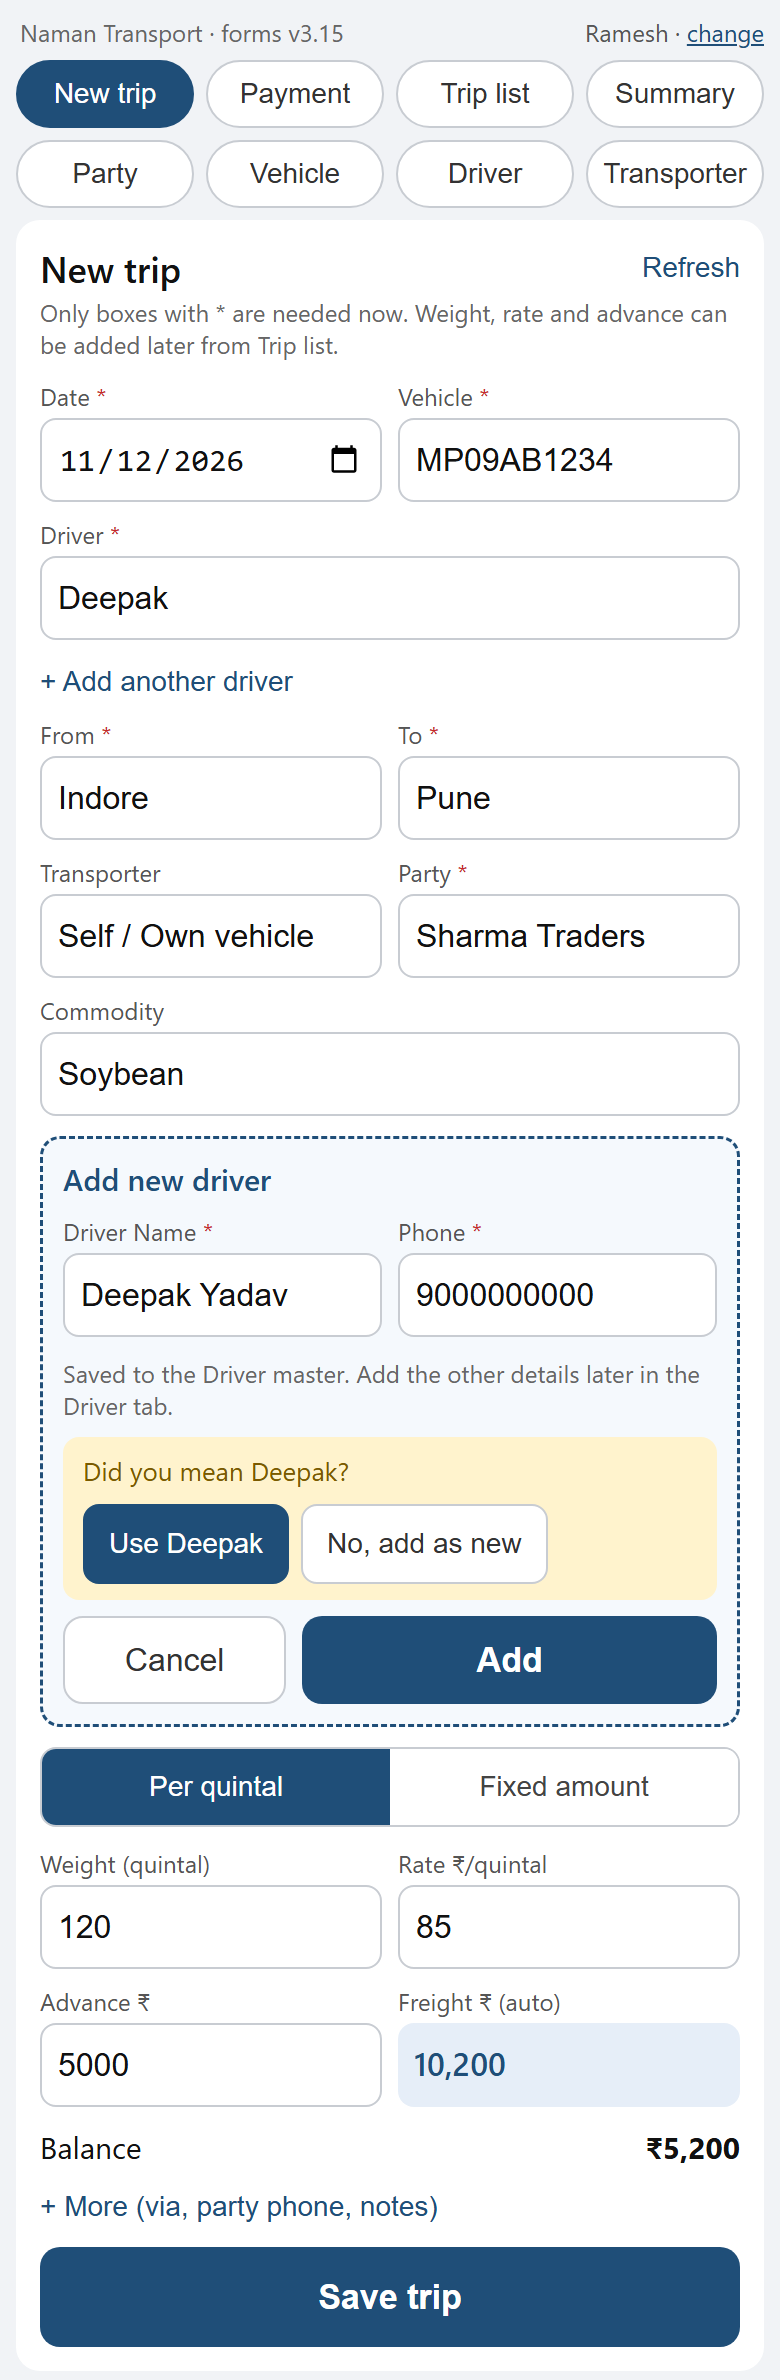 Naman Transport · forms v3.15
Ramesh · change
New trip Payment Trip list Summary
Party Vehicle Driver Transporter
New trip
Refresh
Only boxes with * are needed now. Weight, rate and advance can
be added later from Trip list.
Date * Vehicle *
11/12/2026 MP09AB1234
Driver *
Deepak
+ Add another driver
From * To *
Indore Pune
Transporter Party *
Self / Own vehicle Sharma Traders
Commodity
Soybean
Add new driver
Driver Name * Phone *
Deepak Yadav 9000000000
Saved to the Driver master. Add the other details later in the
Driver tab.
Did you mean Deepak?
Use Deepak No, add as new
Cancel Add
Per quintal Fixed amount
Weight (quintal) Rate ₹/quintal
120 85
Advance ₹ Freight ₹ (auto)
5000 10,200
Balance ₹5,200
+ More (via, party phone, notes)
Save trip